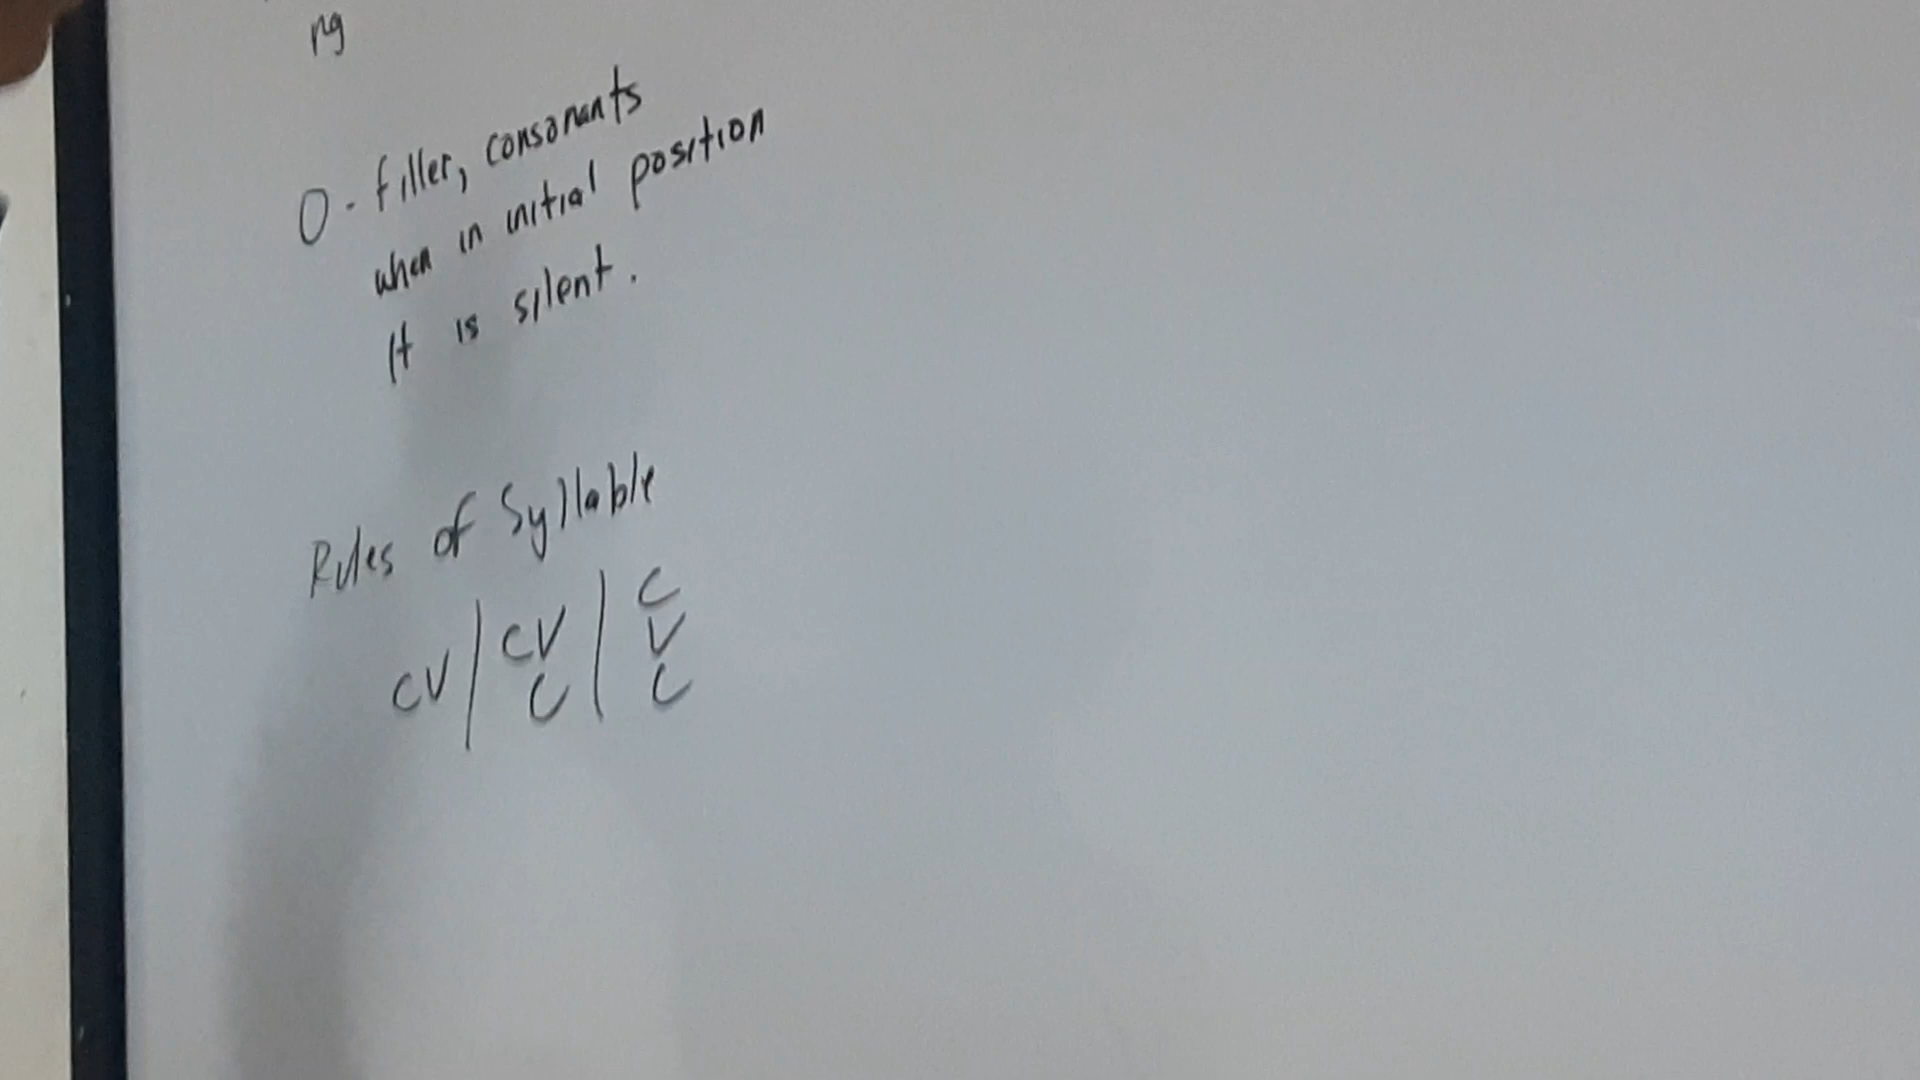 ng
O - filler, consonants
when in initial position
It is silent.
Rules of Syllable
CV / CV / C
C V
C